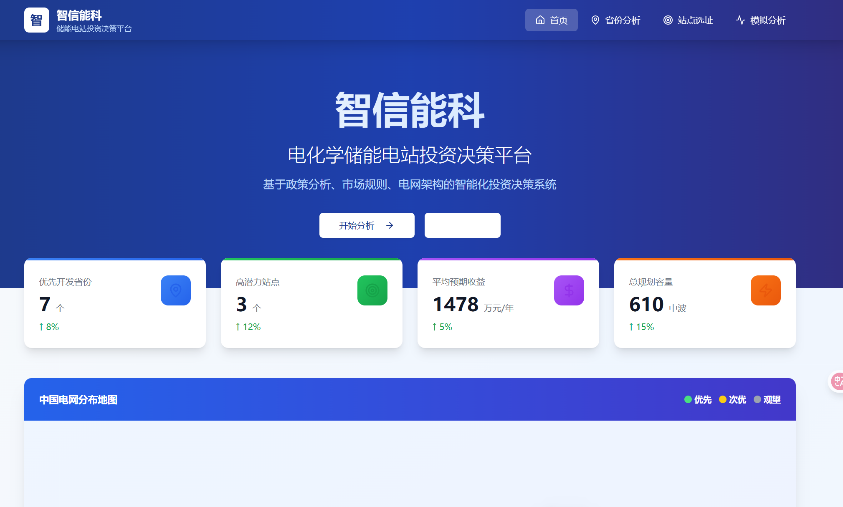 智
智信能科
储能电站投资决策平台
首页
省份分析
站点选址
模拟分析
智信能科
电化学储能电站投资决策平台
基于政策分析、市场规则、电网架构的智能化投资决策系统
开始分析 →
优先开发省份
7 个
↑ 8%
高潜力站点
3 个
↑ 12%
平均预期收益
1478 万元/年
↑ 5%
总规划容量
610 中波
↑ 15%
中国电网分布地图
优先
次优
观望